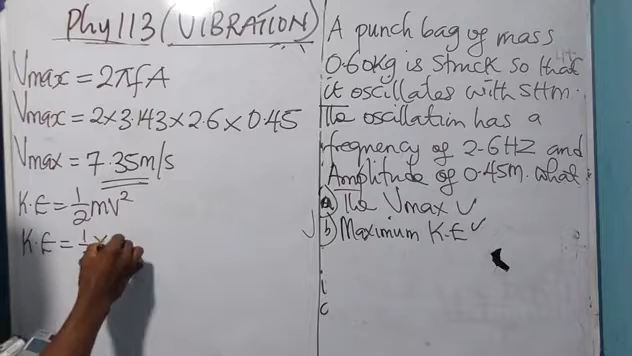 Phy113 (VIBRATION)
Vmax = 2πfA
Vmax = 2×3.143×2.6×0.45
Vmax = 7.35m/s
K.E = 1/2 mv²
K.E = 1/2 ×
A punch bag of mass
0.60kg is struck so that
it oscillates with SHM.
The oscillation has a
frequency of 2.6HZ and
Amplitude of 0.45m. what
(a) The Vmax ✓
(b) Maximum K.E ✓
i
c